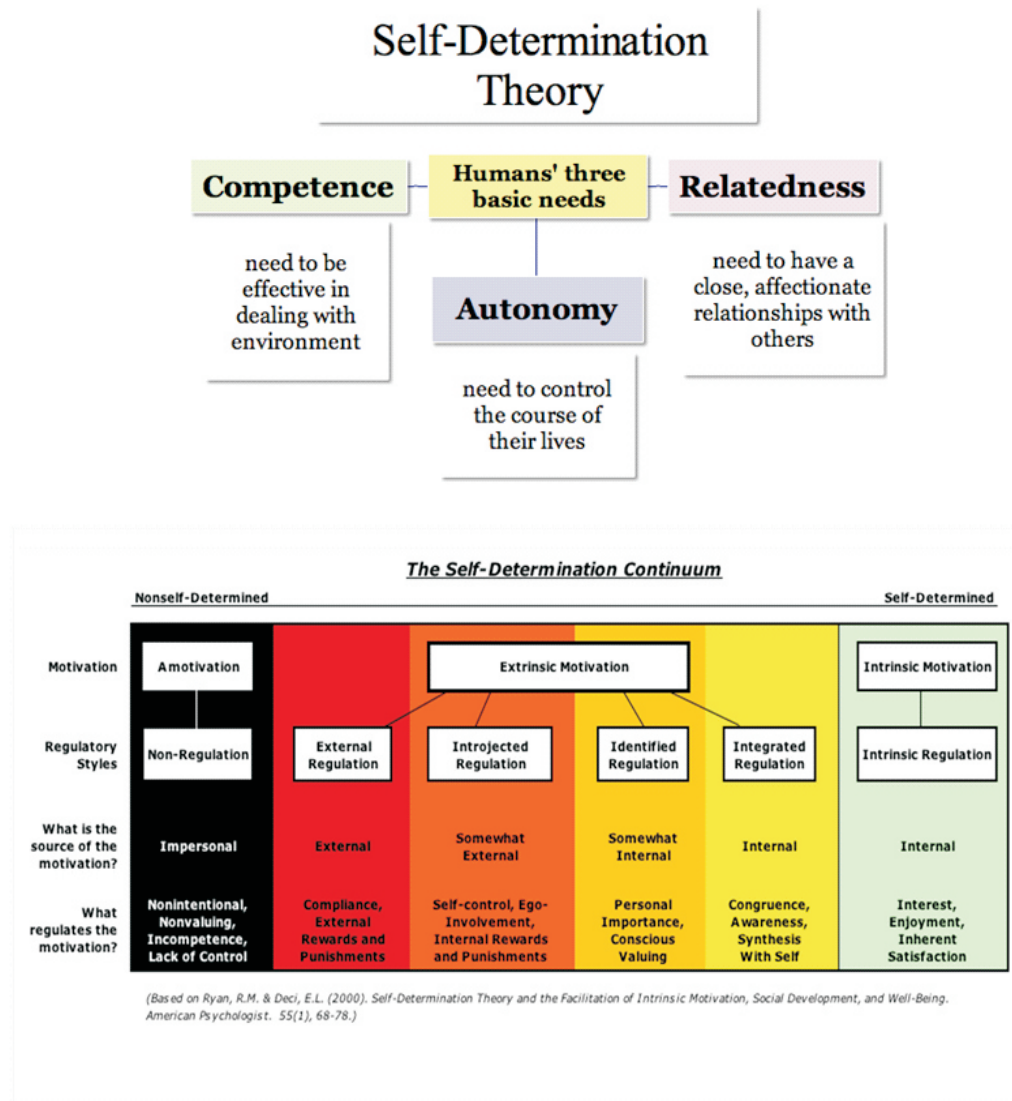 Self-Determination
Theory
Competence
Humans' three
basic needs
Relatedness
need to be
effective in
dealing with
environment
Autonomy
need to have a
close, affectionate
relationships with
others
need to control
the course of
their lives
The Self-Determination Continuum
Nonself-Determined
Self-Determined
Motivation
Amotivation
Extrinsic Motivation
Intrinsic Motivation
Regulatory
Styles
Non-Regulation
External
Regulation
Introjected
Regulation
Identified
Regulation
Integrated
Regulation
Intrinsic Regulation
What is the
source of the
motivation?
Impersonal
External
Somewhat
External
Somewhat
Internal
Internal
Internal
What
regulates the
motivation?
Nonintentional,
Nonvaluing,
Incompetence,
Lack of Control
Compliance,
External
Rewards and
Punishments
Self-control, Ego-
Involvement,
Internal Rewards
and Punishments
Personal
Importance,
Conscious
Valuing
Congruence,
Awareness,
Synthesis
With Self
Interest,
Enjoyment,
Inherent
Satisfaction
(Based on Ryan, R.M. & Deci, E.L. (2000). Self-Determination Theory and the Facilitation of Intrinsic Motivation, Social Development, and Well-Being.
American Psychologist. 55(1), 68-78.)